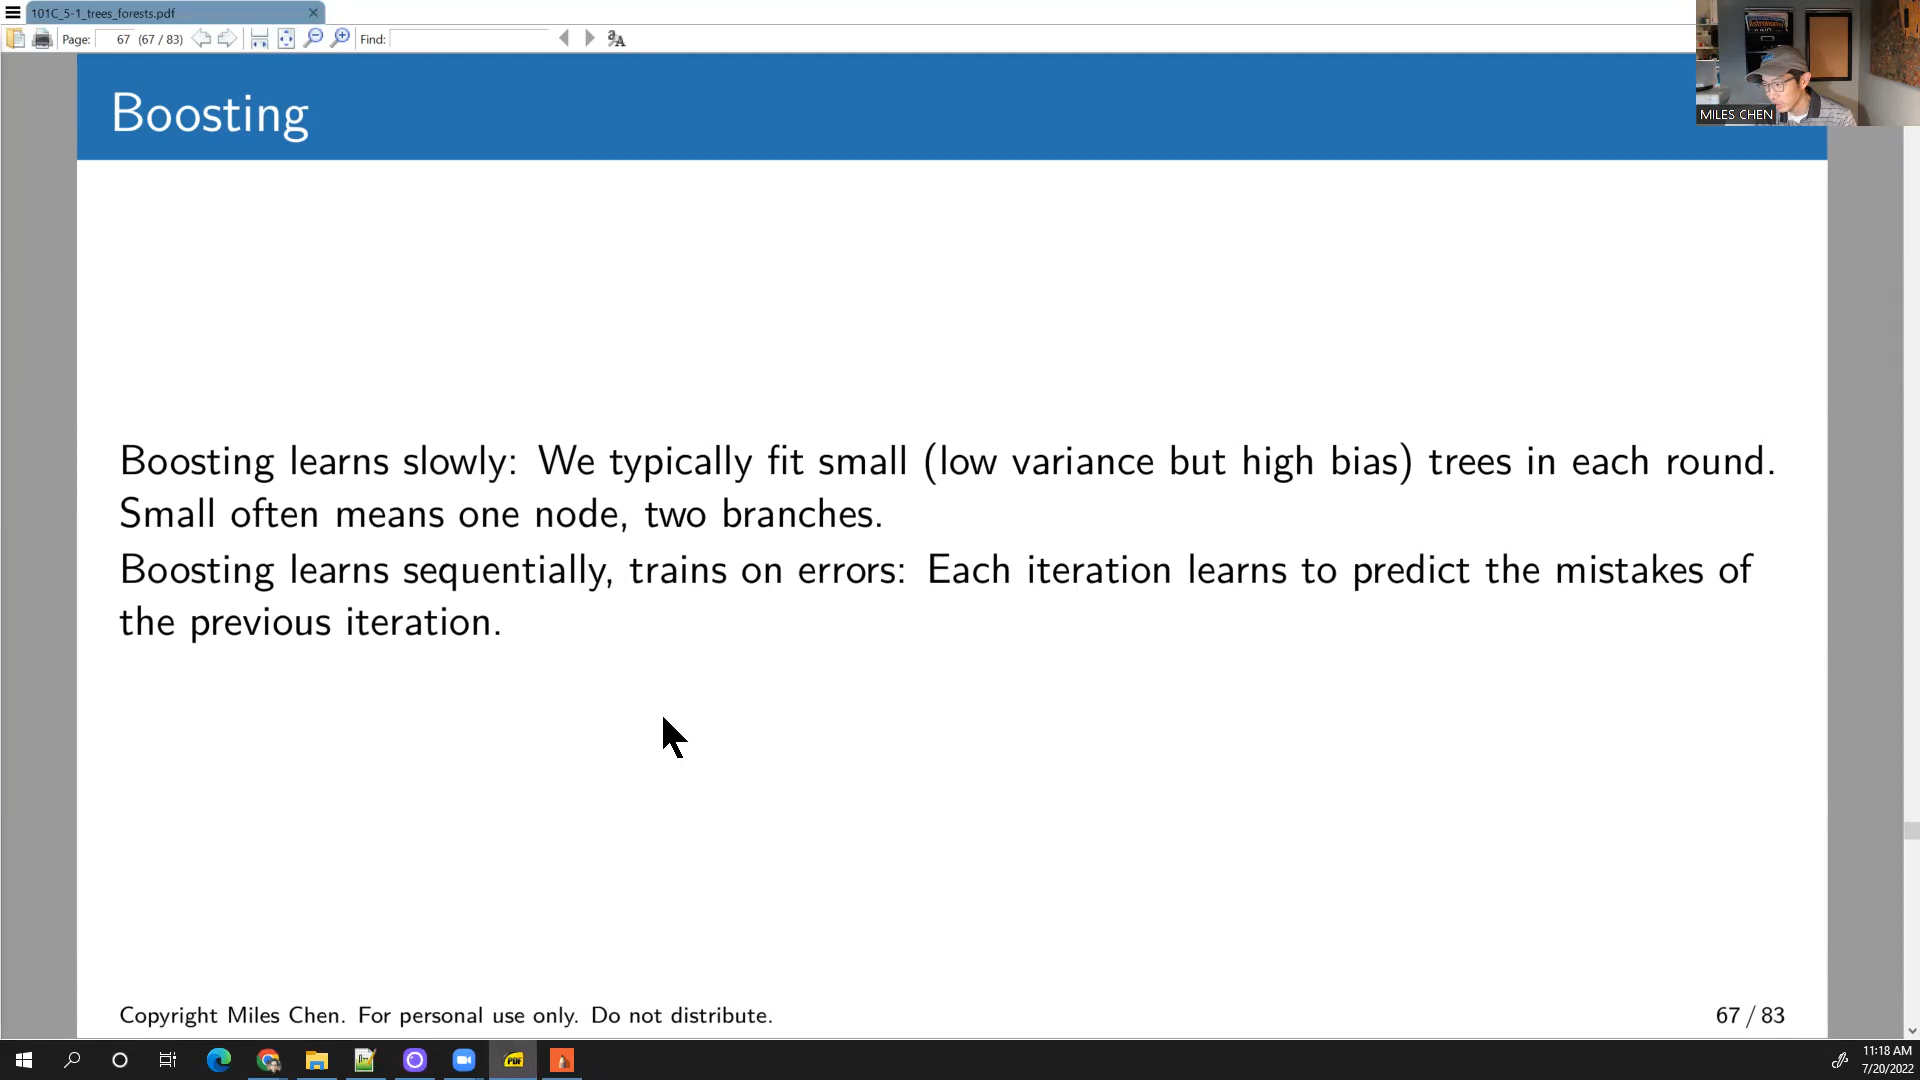 101C_5-1_trees_forests.pdf
Page: 67 (67 / 83) Find:
Boosting
MILES CHEN
Boosting learns slowly: We typically fit small (low variance but high bias) trees in each round.
Small often means one node, two branches.
Boosting learns sequentially, trains on errors: Each iteration learns to predict the mistakes of
the previous iteration.
Copyright Miles Chen. For personal use only. Do not distribute.
67 / 83
PDF
11:18 AM
7/20/2022